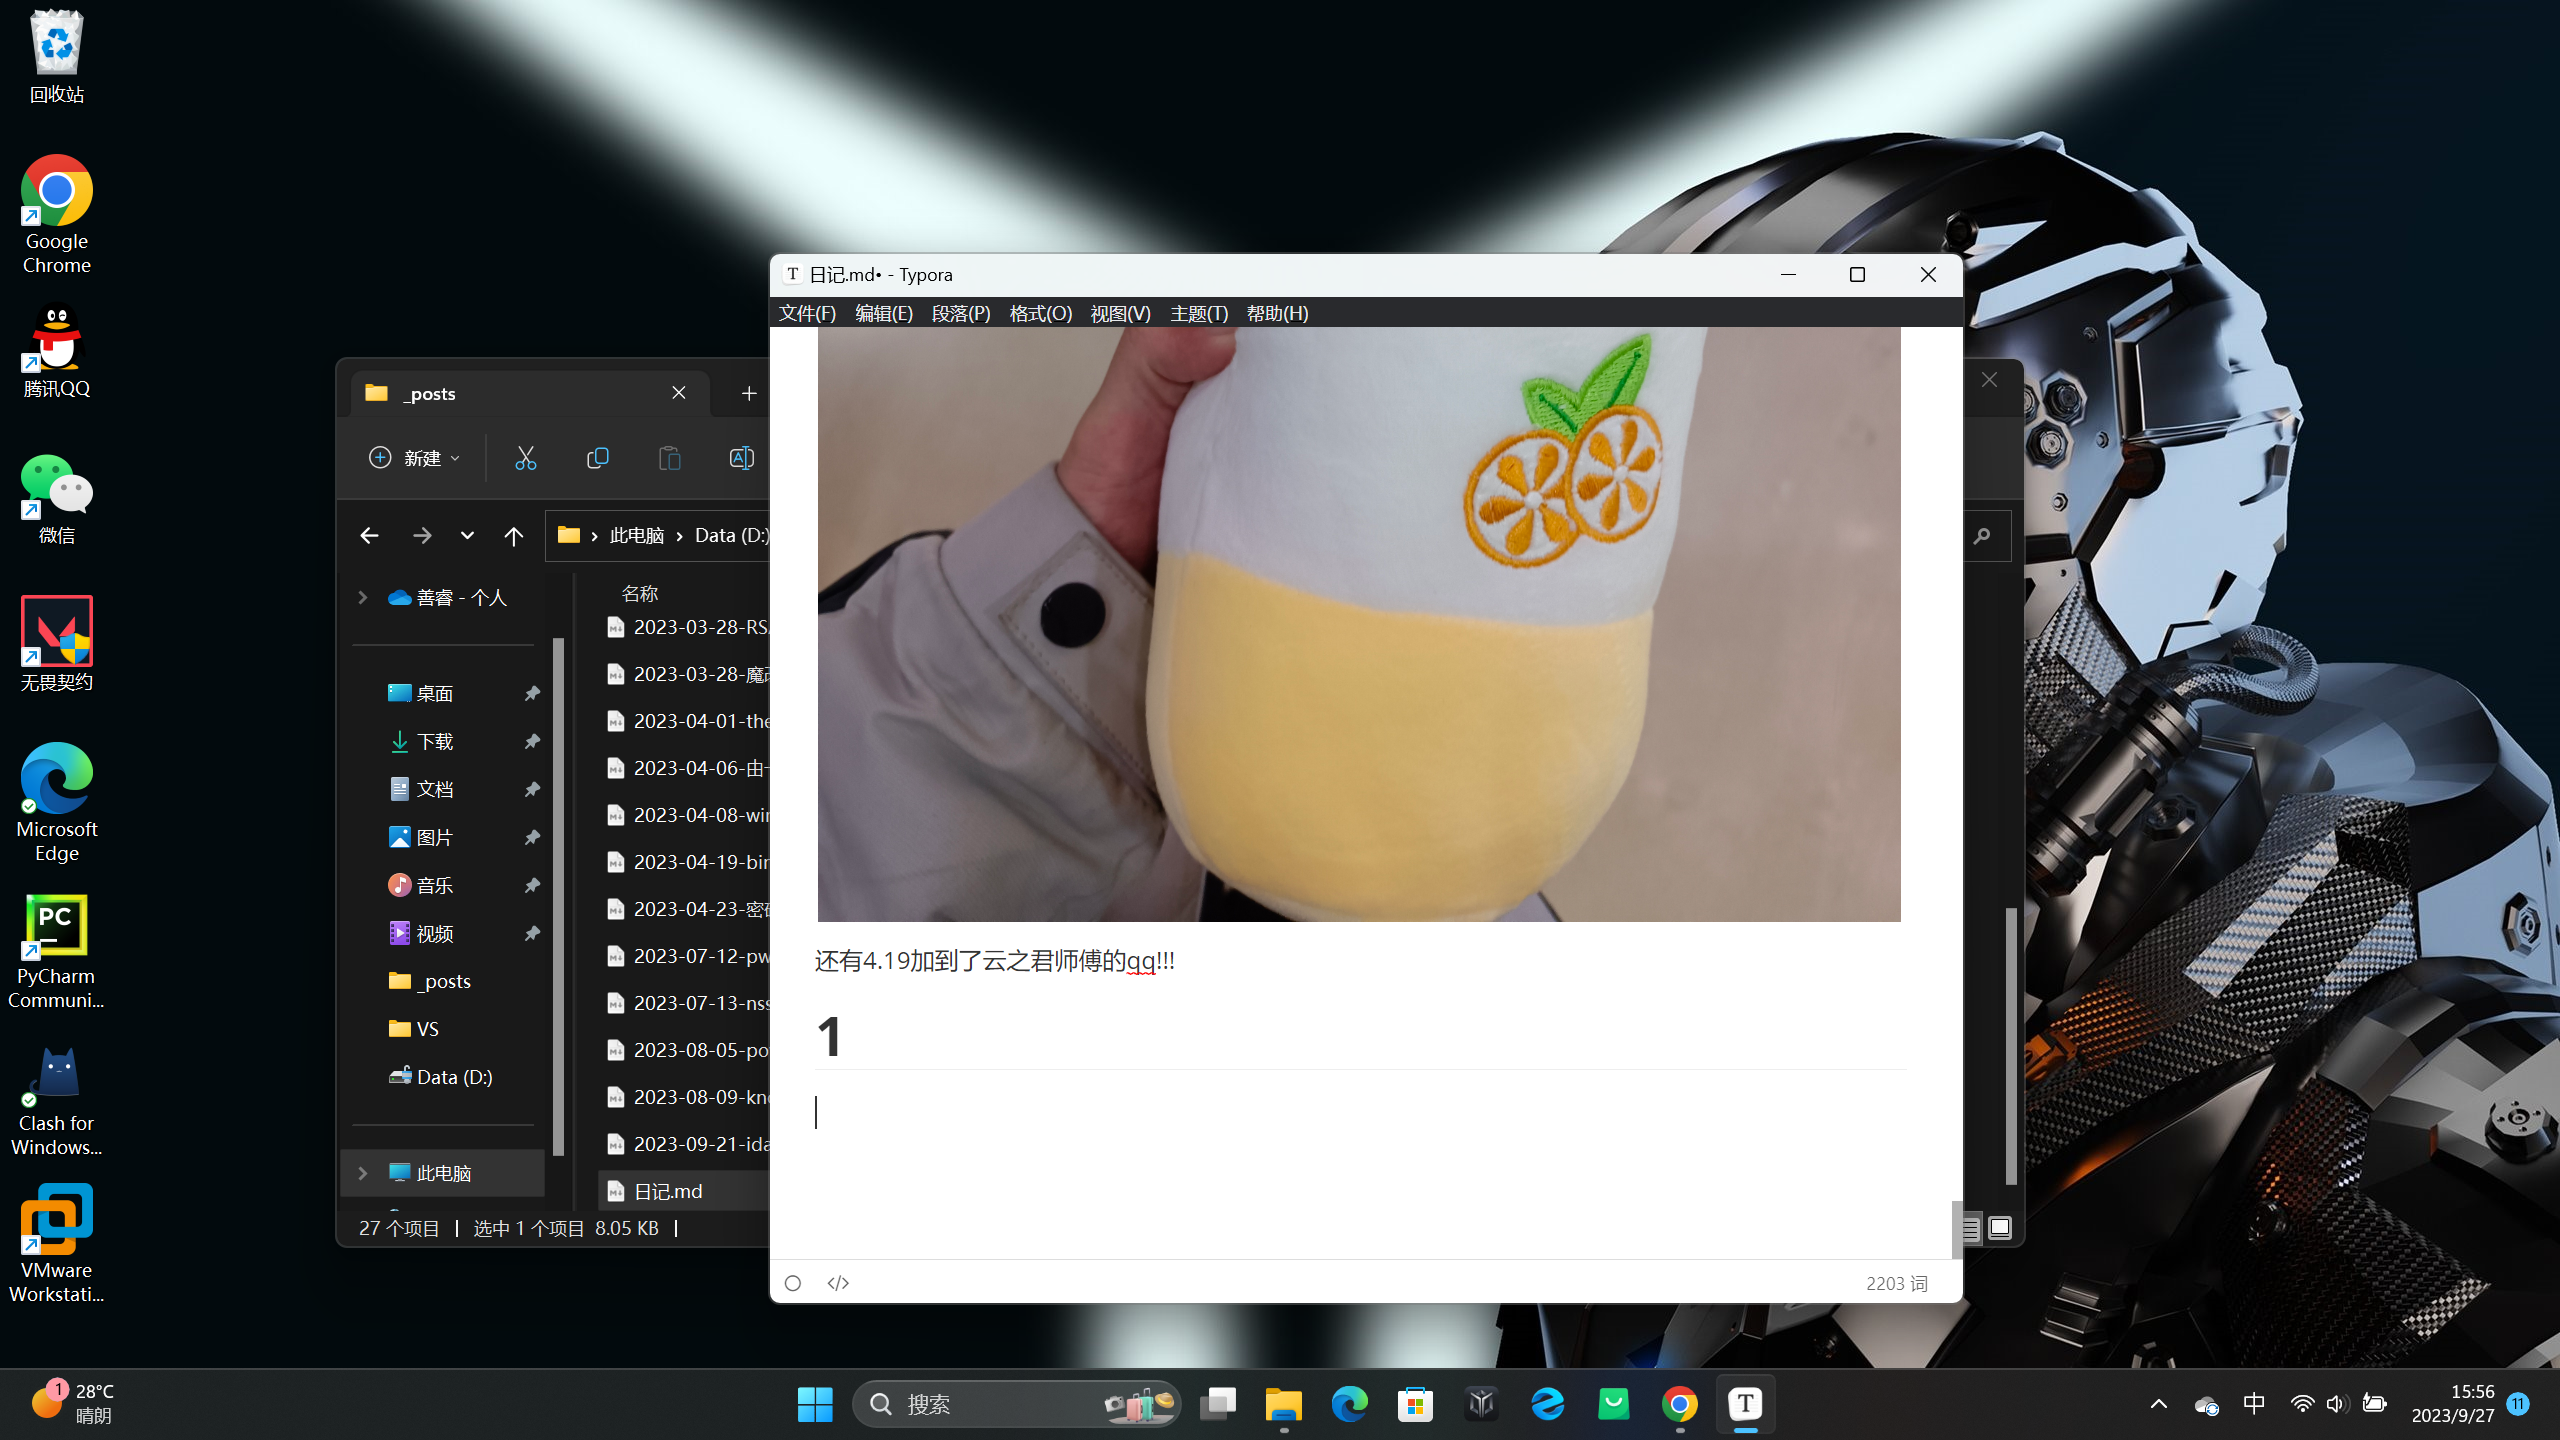 回收站
Google
Chrome
腾讯QQ
微信
无畏契约
Microsoft
Edge
PyCharm
Communi...
Clash for
Windows...
VMware
Workstati...
_posts
新建
此电脑
Data (D:)
善睿 - 个人
桌面
下载
文档
图片
音乐
视频
_posts
VS
Data (D:)
此电脑
名称
2023-03-28-RS
2023-03-28-魔
2023-04-01-the
2023-04-06-由
2023-04-08-wi
2023-04-19-bi
2023-04-23-密
2023-07-12-pw
2023-07-13-nss
2023-08-05-po
2023-08-09-kn
2023-09-21-ida
日记.md
27 个项目
选中 1 个项目 8.05 KB
T 日记.md• - Typora
文件(F) 编辑(E) 段落(P) 格式(O) 视图(V) 主题(T) 帮助(H)
还有4.19加到了云之君师傅的qq!!!
1
</>
2203 词
1
28°C
晴朗
搜索
T
中
15:56
2023/9/27
11